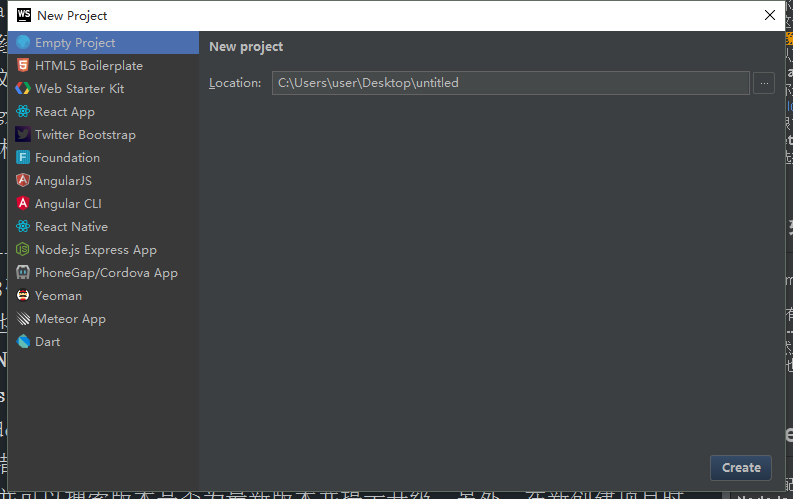 WS New Project
Empty Project
HTML5 Boilerplate
Web Starter Kit
React App
Twitter Bootstrap
Foundation
AngularJS
Angular CLI
React Native
Node.js Express App
PhoneGap/Cordova App
Yeoman
Meteor App
Dart
New project
Location: C:\Users\user\Desktop\untitled
...
Create